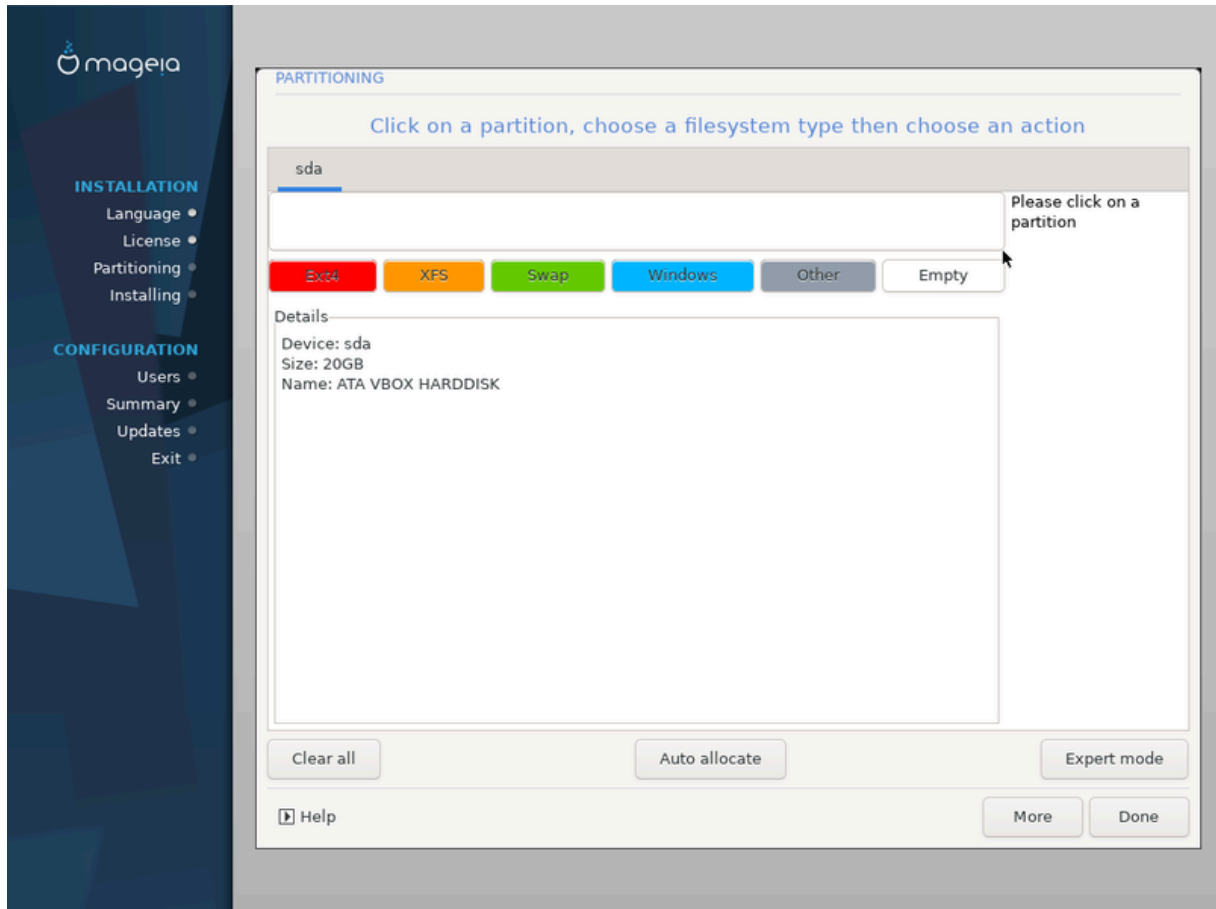 mageia
INSTALLATION
Language
License
Partitioning
Installing
CONFIGURATION
Users
Summary
Updates
Exit
PARTITIONING
Click on a partition, choose a filesystem type then choose an action
sda
Please click on a
partition
Ext4 XFS Swap Windows Other Empty
Details
Device: sda
Size: 20GB
Name: ATA VBOX HARDDISK
Clear all Auto allocate Expert mode
Help More Done